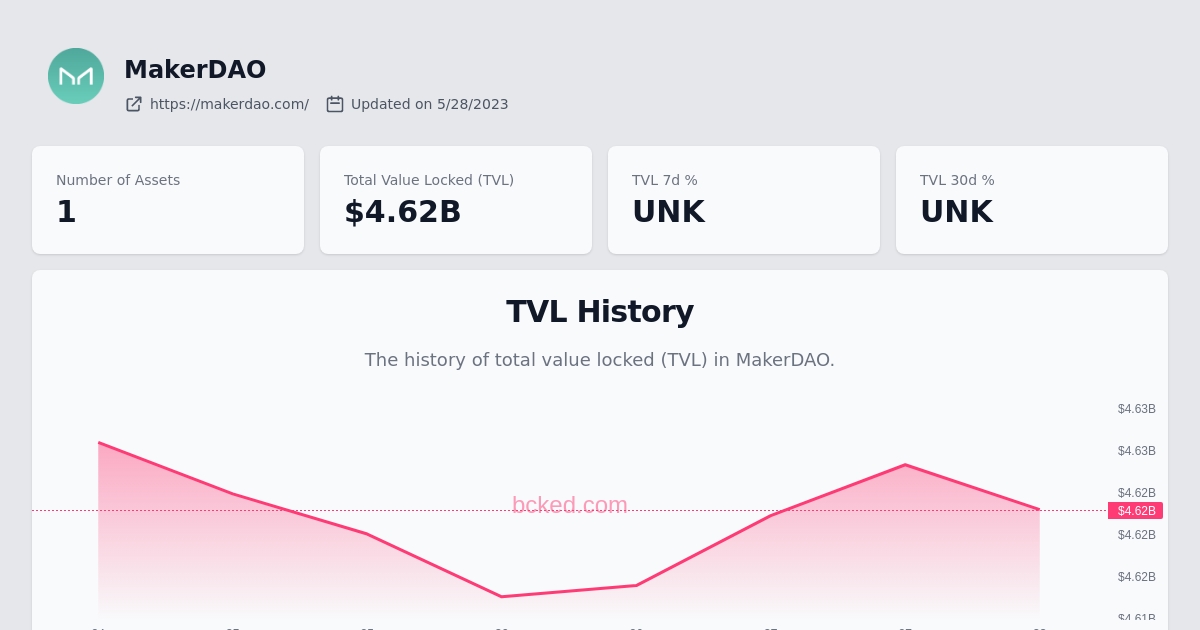 MakerDAO
https://makerdao.com/ Updated on 5/28/2023
Number of Assets
1
Total Value Locked (TVL)
$4.62B
TVL 7d %
UNK
TVL 30d %
UNK
TVL History
The history of total value locked (TVL) in MakerDAO.
$4.63B
$4.63B
$4.62B
bcked.com
$4.62B
$4.62B
$4.62B
$4.61B